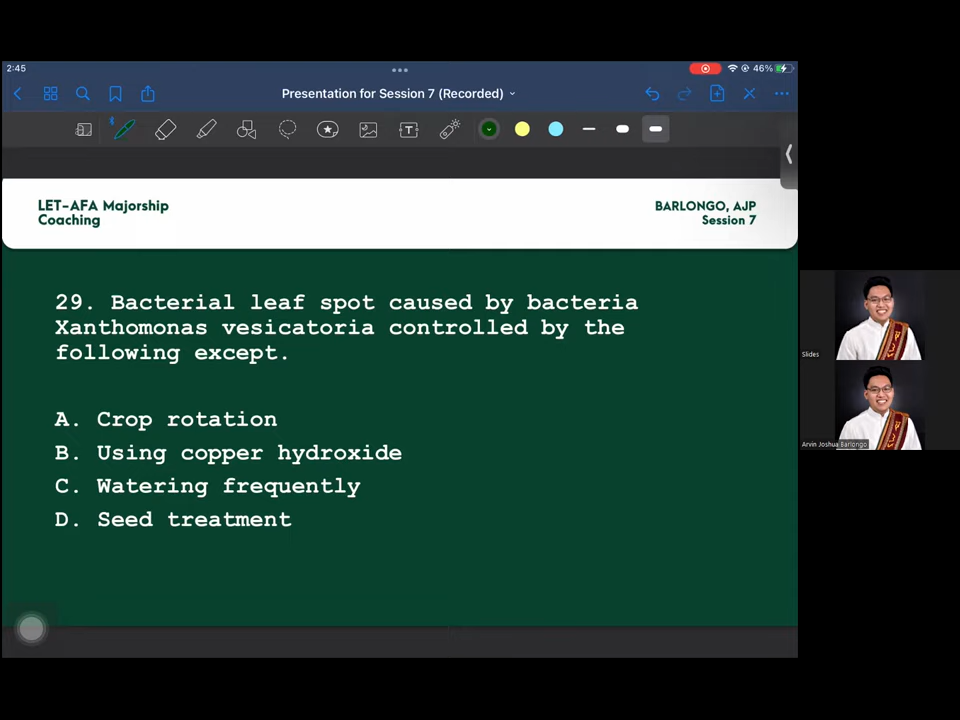 2:45
46%
Presentation for Session 7 (Recorded)
LET-AFA Majorship
Coaching
BARLONGO, AJP
Session 7
29. Bacterial leaf spot caused by bacteria
Xanthomonas vesicatoria controlled by the
following except.
A. Crop rotation
B. Using copper hydroxide
C. Watering frequently
D. Seed treatment
Slides
Arvin Joshua Barlongo